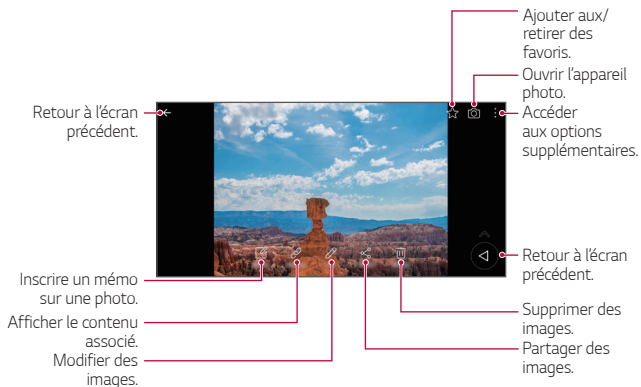 Ajouter aux/
retirer des
favoris.
Ouvrir l'appareil
photo.
Accéder
aux options
supplémentaires.
Retour à l'écran
précédent.
Retour à l'écran
précédent.
Inscrire un mémo
sur une photo.
Afficher le contenu
associé.
Modifier des
images.
Supprimer des
images.
Partager des
images.